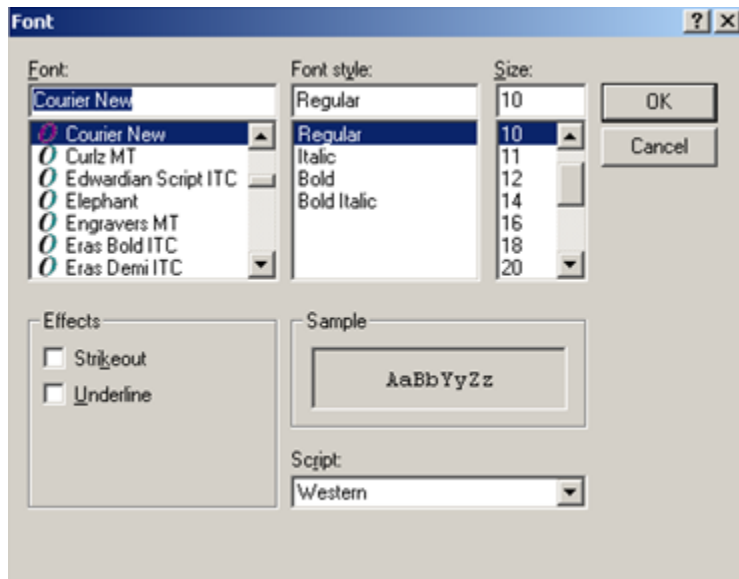 Font
Font:
Font style:
Size:
Courier New
Regular
10
OK
Cancel
Courier New
Curlz MT
Edwardian Script ITC
Elephant
Engravers MT
Eras Bold ITC
Eras Demi ITC
Regular
Italic
Bold
Bold Italic
10
11
12
14
16
18
20
Effects
Strikeout
Underline
Sample
AaBbYyZz
Script:
Western